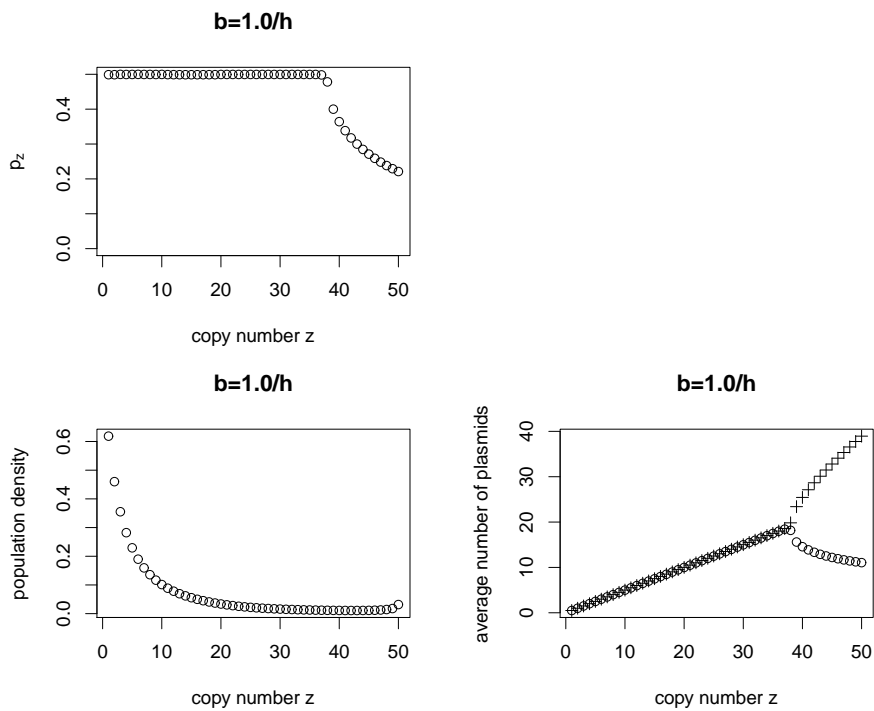 b=1.0/h
p_z
0.0 0.2 0.4
0 10 20 30 40 50
copy number z
b=1.0/h
population density
0.0 0.2 0.4 0.6
0 10 20 30 40 50
copy number z
b=1.0/h
average number of plasmids
0 10 20 30 40
0 10 20 30 40 50
copy number z